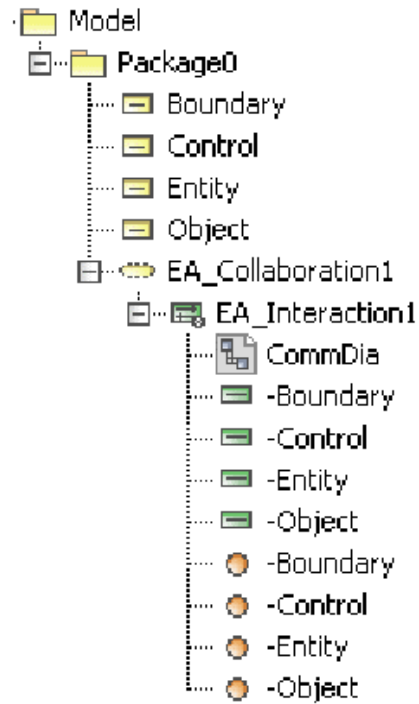 Model
Package0
Boundary
Control
Entity
Object
EA_Collaboration1
EA_Interaction1
CommDia
-Boundary
-Control
-Entity
-Object
-Boundary
-Control
-Entity
-Object